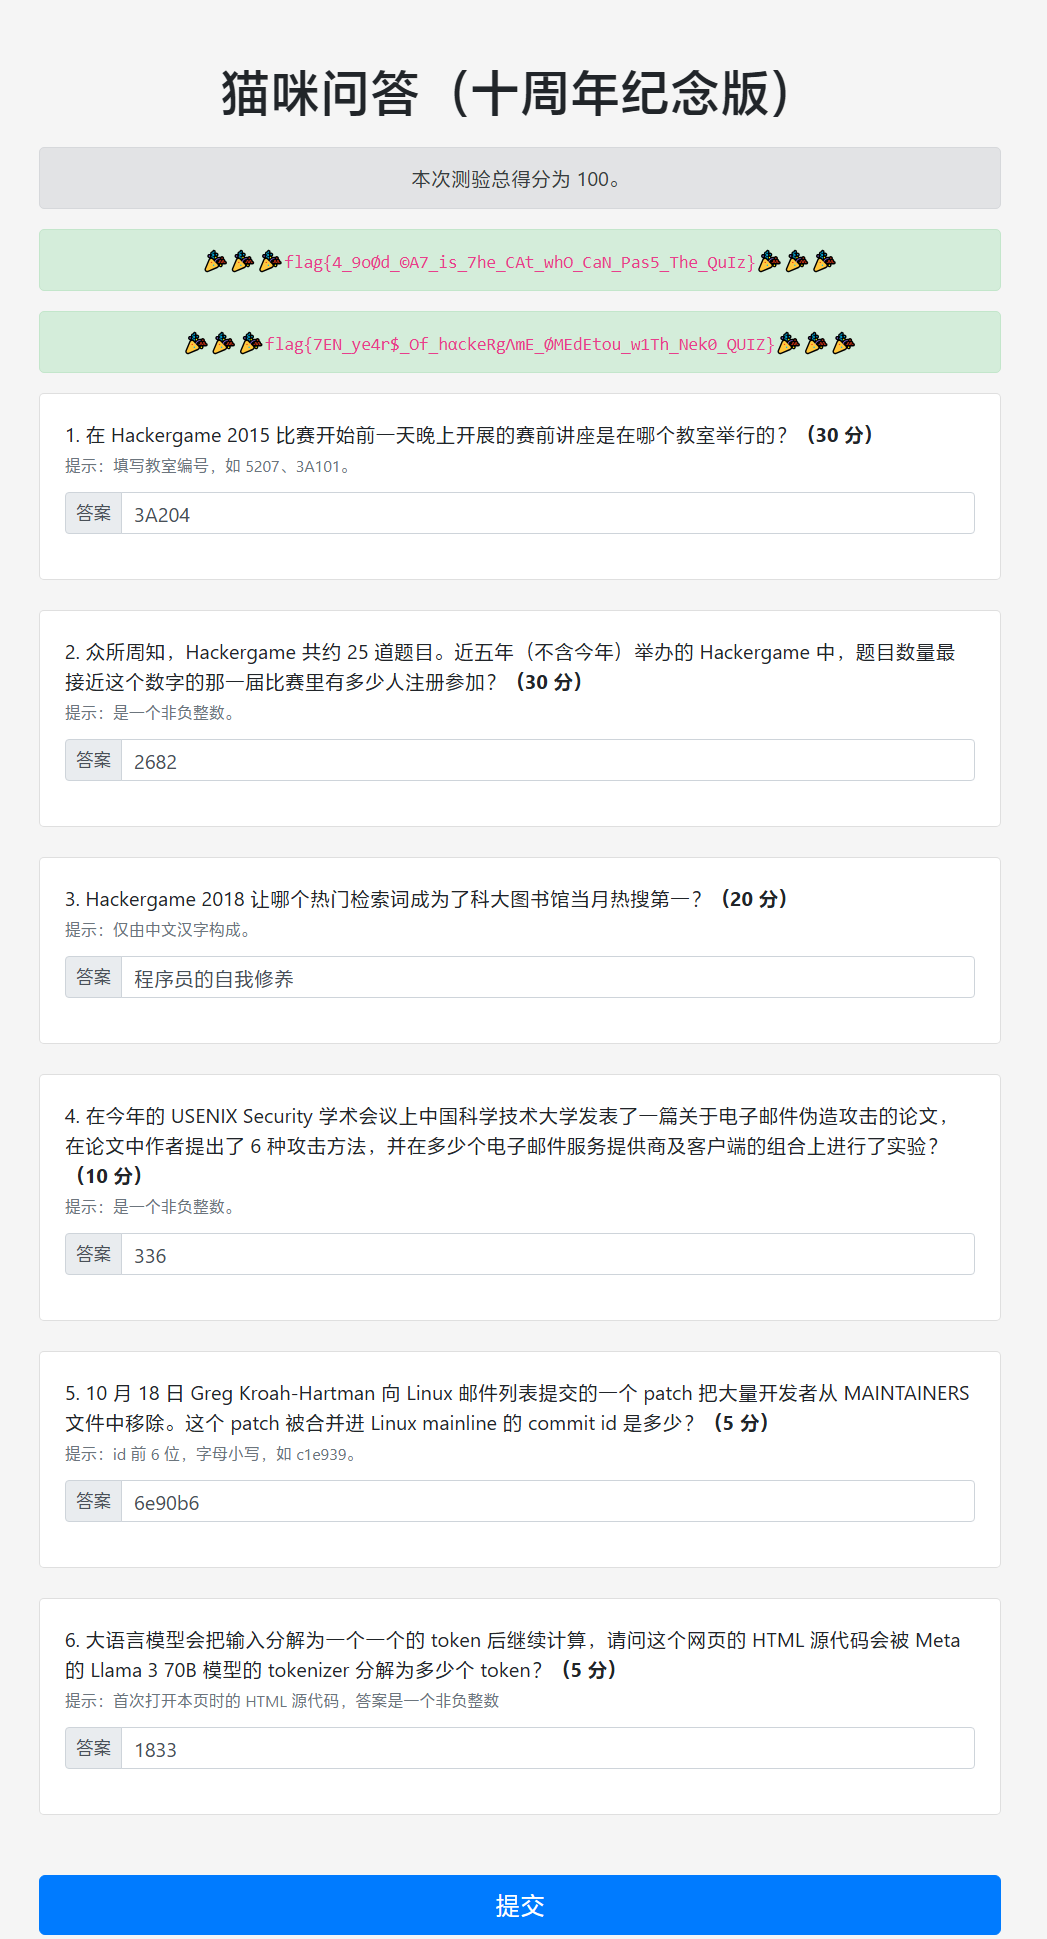 猫咪问答（十周年纪念版）
本次测验总得分为 100。
flag{4_9oØd_©A7_is_7he_CAt_whO_CaN_Pas5_The_QuIz}
flag{7EN_ye4r$_Of_hαckeRgΛmE_ØMEdEtou_w1Th_Nek0_QUIZ}
1. 在 Hackergame 2015 比赛开始前一天晚上开展的赛前讲座是在哪个教室举行的？（30 分）
提示：填写教室编号，如 5207、3A101。
答案 3A204
2. 众所周知，Hackergame 共约 25 道题目。近五年（不含今年）举办的 Hackergame 中，题目数量最
接近这个数字的那一届比赛里有多少人注册参加？（30 分）
提示：是一个非负整数。
答案 2682
3. Hackergame 2018 让哪个热门检索词成为了科大图书馆当月热搜第一？（20 分）
提示：仅由中文汉字构成。
答案 程序员的自我修养
4. 在今年的 USENIX Security 学术会议上中国科学技术大学发表了一篇关于电子邮件伪造攻击的论文，
在论文中作者提出了 6 种攻击方法，并在多少个电子邮件服务提供商及客户端的组合上进行了实验？
（10 分）
提示：是一个非负整数。
答案 336
5. 10 月 18 日 Greg Kroah-Hartman 向 Linux 邮件列表提交的一个 patch 把大量开发者从 MAINTAINERS
文件中移除。这个 patch 被合并进 Linux mainline 的 commit id 是多少？（5 分）
提示：id 前 6 位，字母小写，如 c1e939。
答案 6e90b6
6. 大语言模型会把输入分解为一个一个的 token 后继续计算，请问这个网页的 HTML 源代码会被 Meta
的 Llama 3 70B 模型的 tokenizer 分解为多少个 token？（5 分）
提示：首次打开本页时的 HTML 源代码，答案是一个非负整数
答案 1833
提交